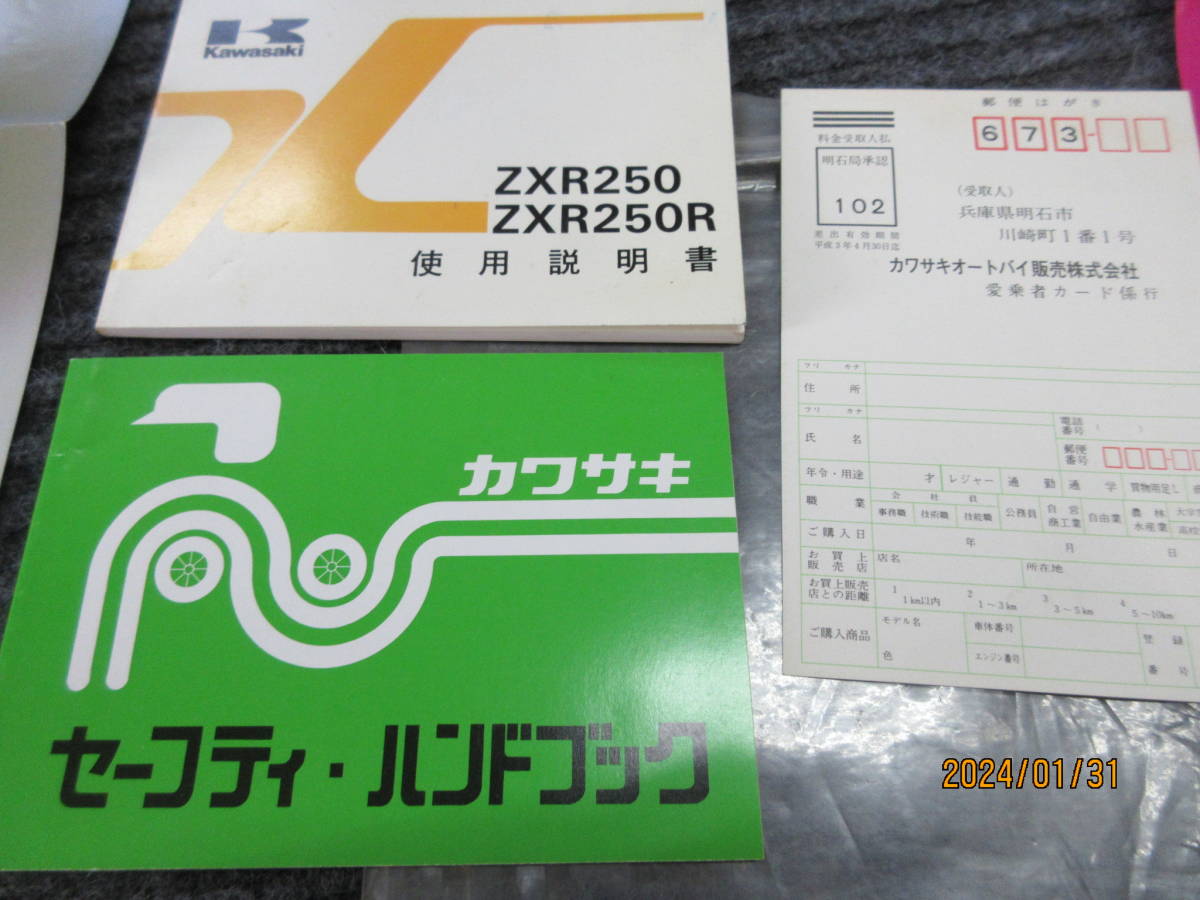 Kawasaki
ZXR250
ZXR250R
使用説明書
カワサキ
セーフティ・ハンドブック
郵便はがき
673-
料金受取人払
明石局承認
102
差出有効期間
平成3年4月30日迄
(受取人)
兵庫県明石市
川崎町1番1号
カワサキオートバイ販売株式会社
愛乗者カード係行
フリ カナ
住所
フリ カナ
氏名
電話番号 ( )
郵便番号
年令・用途 才 レジャー 通勤通学 買物雨足し
職業
会社員
事務職 技術職 技能職 公務員 自営商工業 自由業 農林水産業
ご購入日 年 月 日
お買上販売店 店名 所在地
お買上販売店との距離 1 1km以内 2 1~3km 3 3~5km 4 5~10km
ご購入商品 モデル名 車体番号 登録番号
色 エンジン番号
2024/01/31